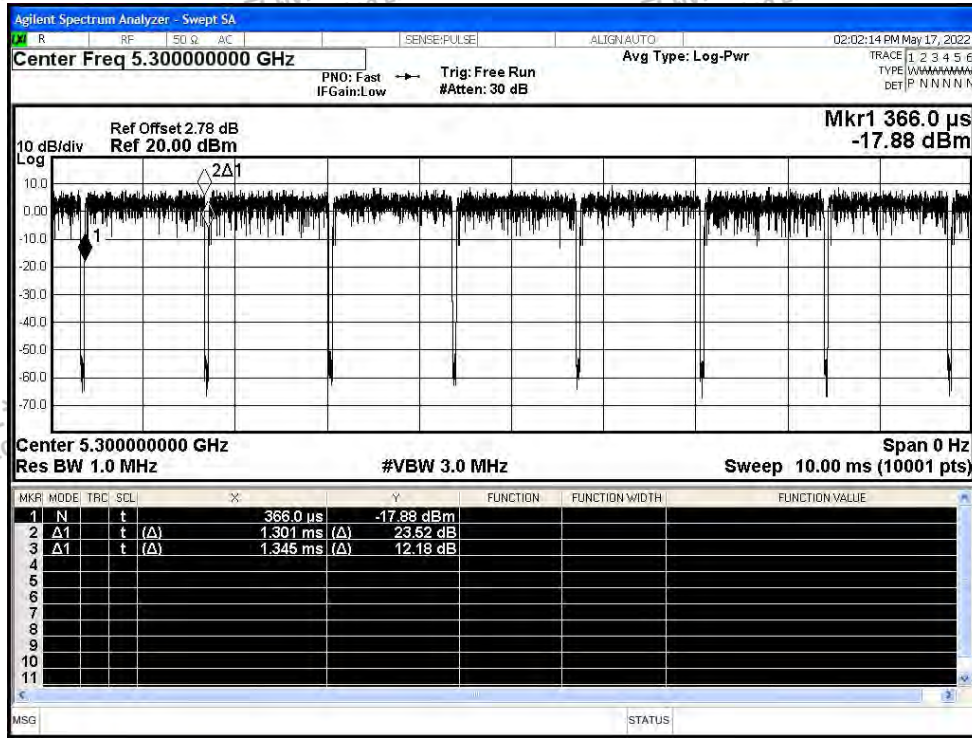 Agilent Spectrum Analyzer - Swept SA
LXI R RF 50 Ω AC SENSE:PULSE ALIGN AUTO 02:02:14 PM May 17, 2022
Center Freq 5.300000000 GHz Avg Type: Log-Pwr TRACE 1 2 3 4 5 6
PNO: Fast Trig: Free Run TYPE WWWWWW
IFGain:Low #Atten: 30 dB DET P N N N N N
Mkr1 366.0 µs
Ref Offset 2.78 dB
10 dB/div Ref 20.00 dBm -17.88 dBm
Log
2Δ1
10.0
0.00
1
-10.0
-20.0
-30.0
-40.0
-50.0
-60.0
-70.0
Center 5.300000000 GHz Span 0 Hz
Res BW 1.0 MHz #VBW 3.0 MHz Sweep 10.00 ms (10001 pts)
MKR MODE TRC SCL X Y FUNCTION FUNCTION WIDTH FUNCTION VALUE
1 N t 366.0 µs -17.88 dBm
2 Δ1 t (Δ) 1.301 ms (Δ) 23.52 dB
3 Δ1 t (Δ) 1.345 ms (Δ) 12.18 dB
4
5
6
7
8
9
10
11
MSG STATUS